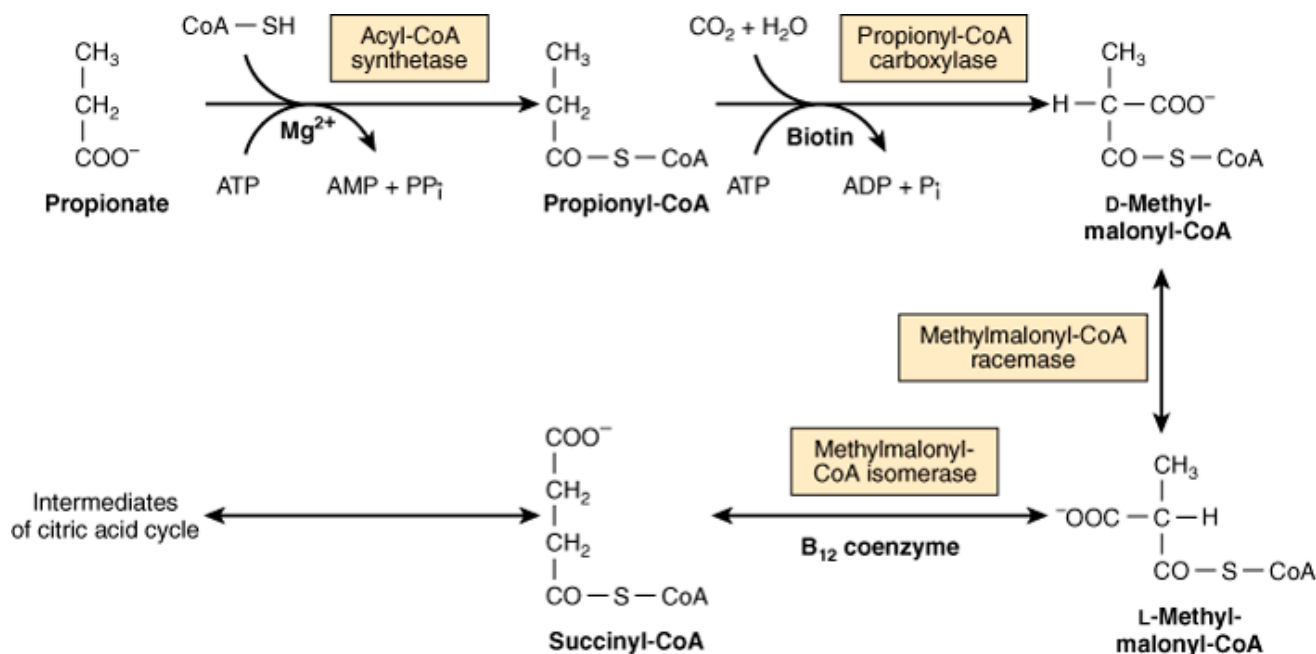 CoA — SH
Acyl-CoA
synthetase
CO₂ + H₂O
Propionyl-CoA
carboxylase
CH₃
CH₂
COO⁻
Propionate
Mg²⁺
ATP
AMP + PPi
CH₃
CH₂
CO — S — CoA
Propionyl-CoA
Biotin
ATP
ADP + Pi
CH₃
H — C — COO⁻
CO — S — CoA
D-Methyl-
malonyl-CoA
Methylmalonyl-CoA
racemase
CH₃
⁻OOC — C — H
CO — S — CoA
L-Methyl-
malonyl-CoA
Methylmalonyl-
CoA isomerase
B₁₂ coenzyme
COO⁻
CH₂
CH₂
CO — S — CoA
Succinyl-CoA
Intermediates
of citric acid cycle